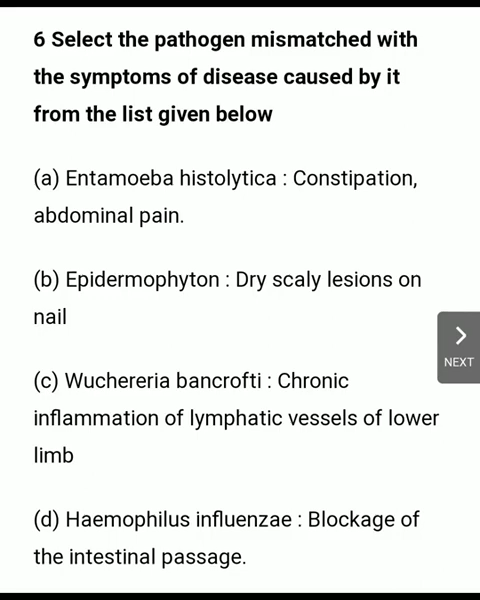 6 Select the pathogen mismatched with
the symptoms of disease caused by it
from the list given below
(a) Entamoeba histolytica : Constipation,
abdominal pain.
(b) Epidermophyton : Dry scaly lesions on
nail
(c) Wuchereria bancrofti : Chronic
inflammation of lymphatic vessels of lower
limb
(d) Haemophilus influenzae : Blockage of
the intestinal passage.
NEXT